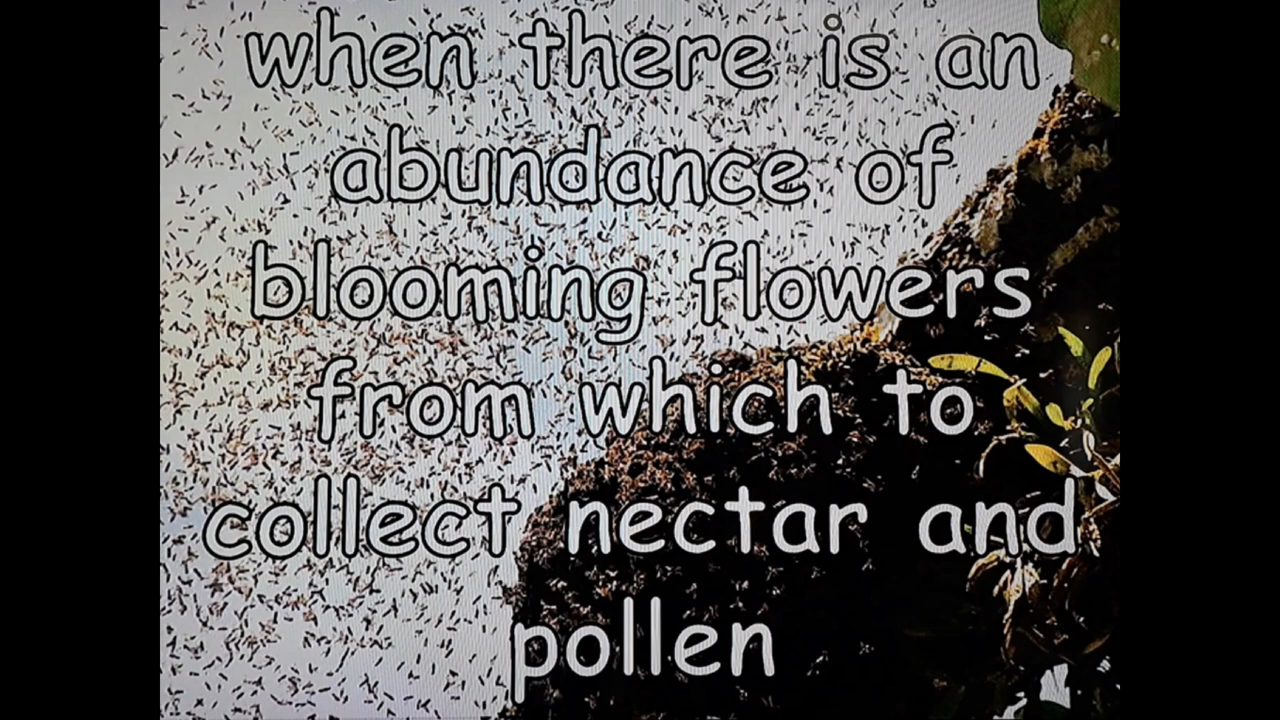 when there is an
abundance of
blooming flowers
from which to
collect nectar and
pollen